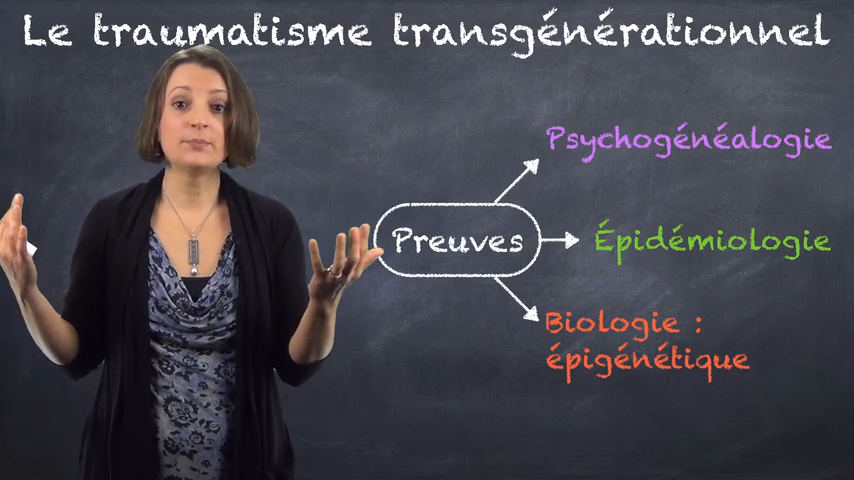 Le traumatisme transgénérationnel
Psychogénéalogie
Preuves
Épidémiologie
Biologie :
épigénétique